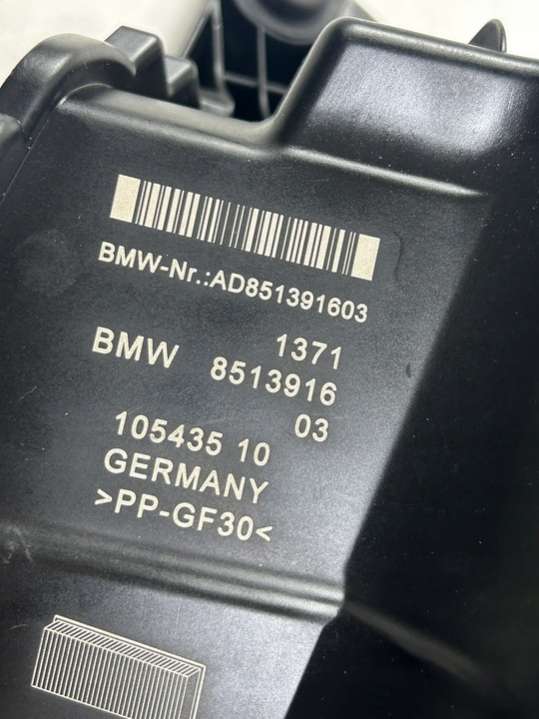 BMW-Nr.:AD851391603
1371
BMW 8513916
03
105435 10
GERMANY
>PP-GF30<